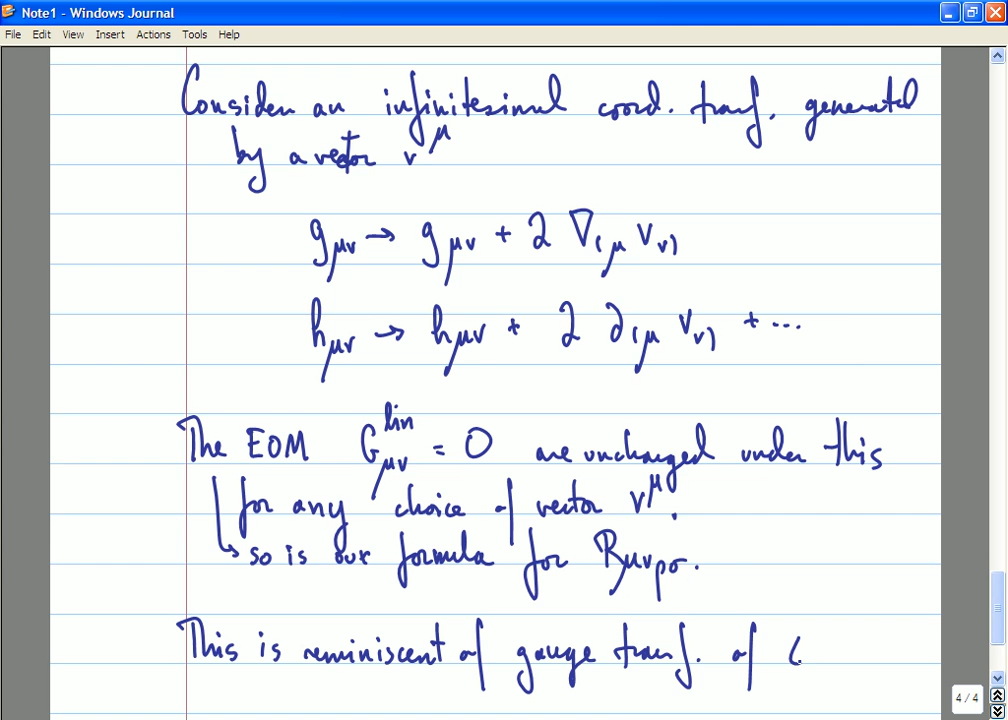 Note1 - Windows Journal
File Edit View Insert Actions Tools Help
Consider an infinitesimal coord. transf. generated
by a vector v^μ
g_μν → g_μν + 2 ∇_(μ V_ν)
h_μν → h_μν + 2 ∂_(μ V_ν) + ...
The EOM G_μν^lin = 0 are unchanged under this
for any choice of vector v^μ.
↳ so is our formula for R_μνρσ.
This is reminiscent of gauge transf. of
4/4